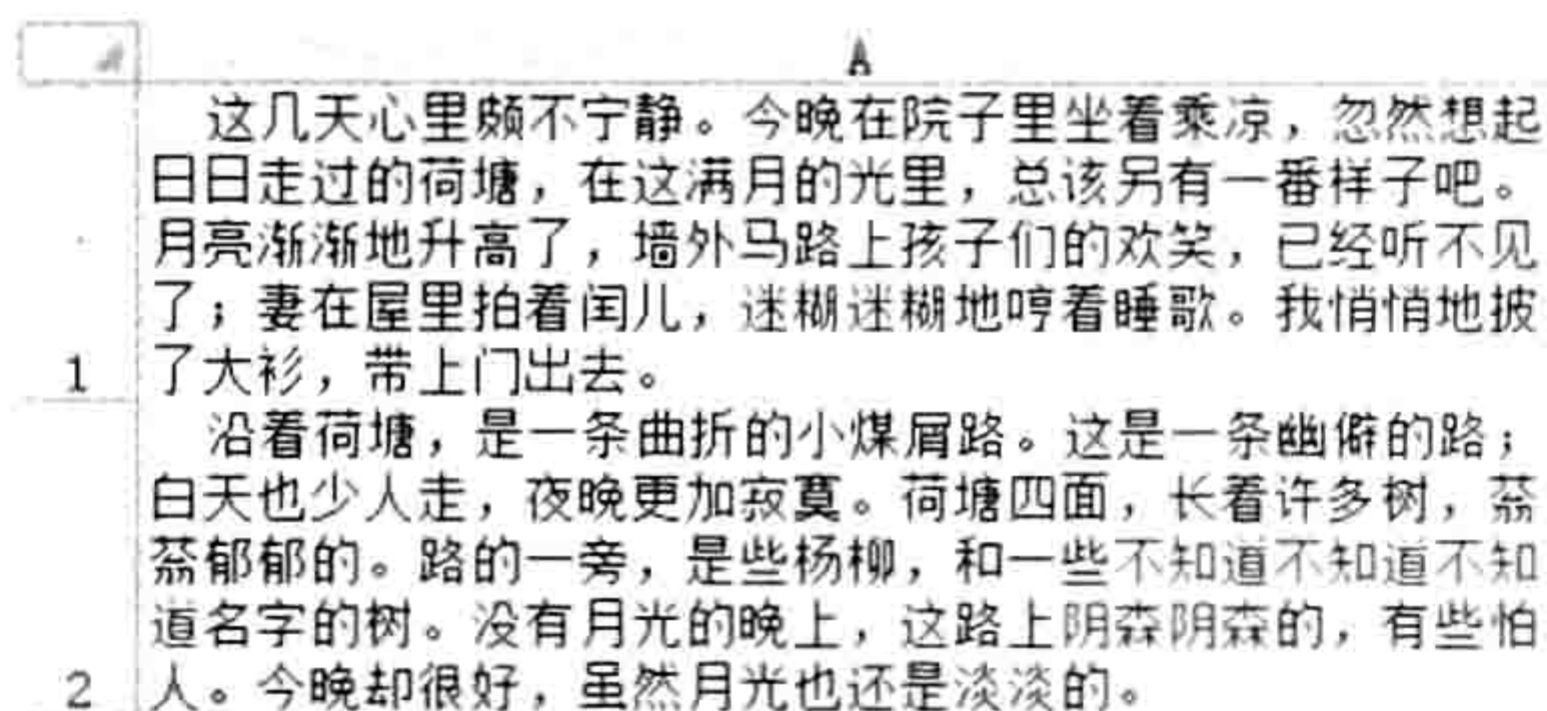 A
这几天心里颇不宁静。今晚在院子里坐着乘凉，忽然想起
日日走过的荷塘，在这满月的光里，总该另有一番样子吧。
月亮渐渐地升高了，墙外马路上孩子们的欢笑，已经听不见
了；妻在屋里拍着闰儿，迷糊迷糊地哼着睡歌。我悄悄地披
1 了大衫，带上门出去。
沿着荷塘，是一条曲折的小煤屑路。这是一条幽僻的路；
白天也少人走，夜晚更加寂寞。荷塘四面，长着许多树，蓊
蓊郁郁的。路的一旁，是些杨柳，和一些不知道不知道不知
道名字的树。没有月光的晚上，这路上阴森阴森的，有些怕
2 人。今晚却很好，虽然月光也还是淡淡的。